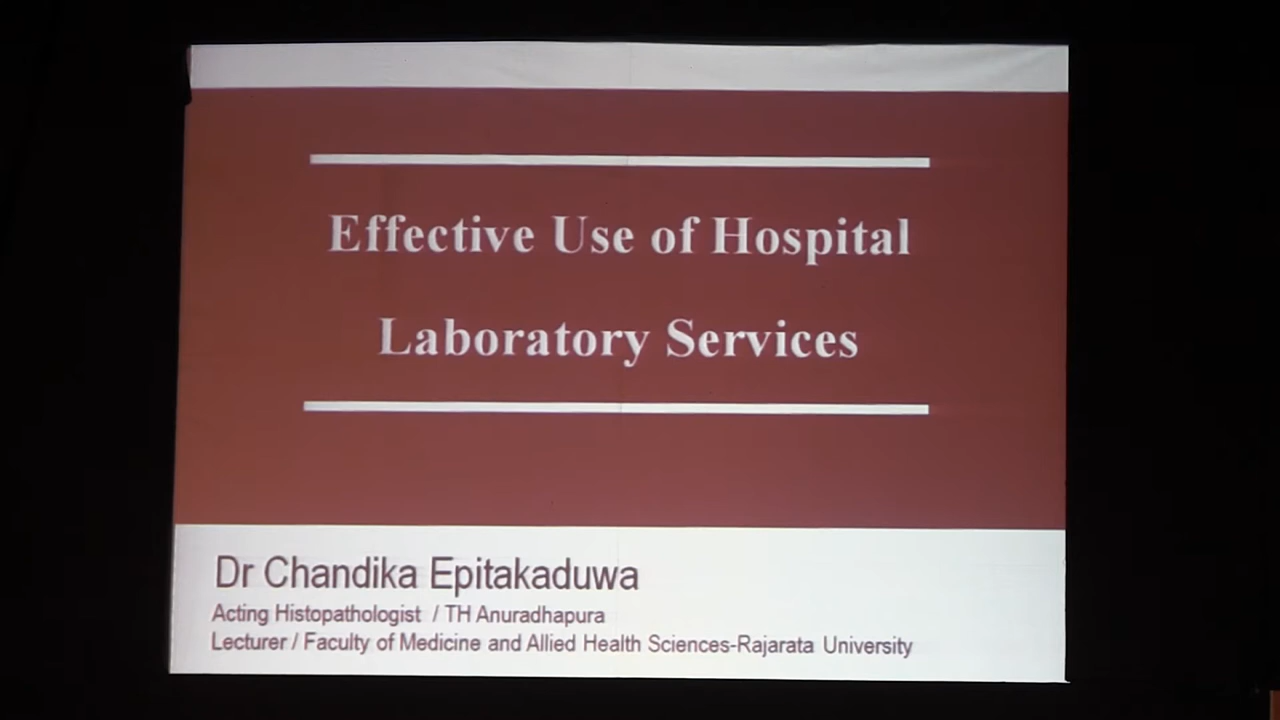 Effective Use of Hospital
Laboratory Services
Dr Chandika Epitakaduwa
Acting Histopathologist / TH Anuradhapura
Lecturer / Faculty of Medicine and Allied Health Sciences-Rajarata University